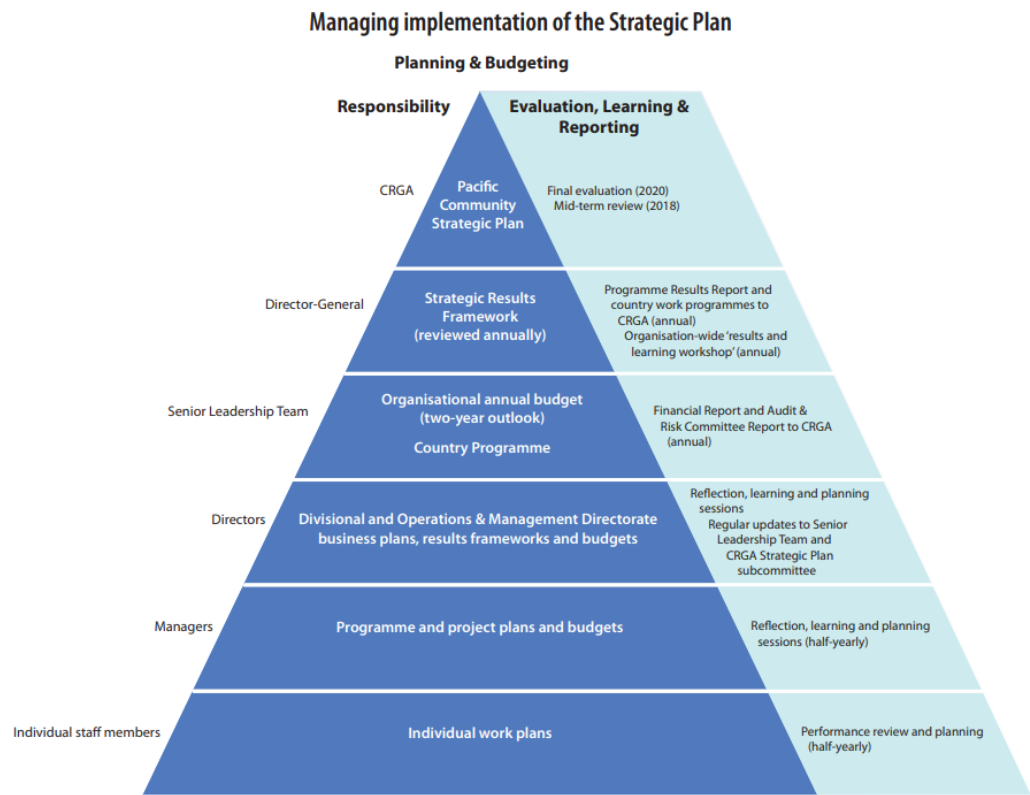 Managing implementation of the Strategic Plan
Planning & Budgeting
Responsibility
Evaluation, Learning &
Reporting
CRGA
Pacific
Community
Strategic Plan
Final evaluation (2020)
Mid-term review (2018)
Director-General
Strategic Results
Framework
(reviewed annually)
Programme Results Report and
country work programmes to
CRGA (annual)
Organisation-wide ‘results and
learning workshop’ (annual)
Senior Leadership Team
Organisational annual budget
(two-year outlook)
Country Programme
Financial Report and Audit &
Risk Committee Report to CRGA
(annual)
Directors
Divisional and Operations & Management Directorate
business plans, results frameworks and budgets
Reflection, learning and planning
sessions
Regular updates to Senior
Leadership Team and
CRGA Strategic Plan
subcommittee
Managers
Programme and project plans and budgets
Reflection, learning and planning
sessions (half-yearly)
Individual staff members
Individual work plans
Performance review and planning
(half-yearly)